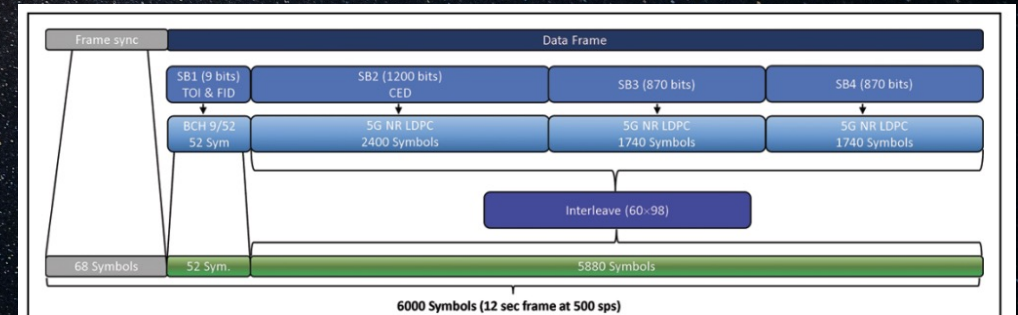 Frame sync
Data Frame
SB1 (9 bits)
TOI & FID
SB2 (1200 bits)
CED
SB3 (870 bits)
SB4 (870 bits)
BCH 9/52
52 Sym
5G NR LDPC
2400 Symbols
5G NR LDPC
1740 Symbols
5G NR LDPC
1740 Symbols
Interleave (60×98)
68 Symbols
52 Sym.
5880 Symbols
6000 Symbols (12 sec frame at 500 sps)